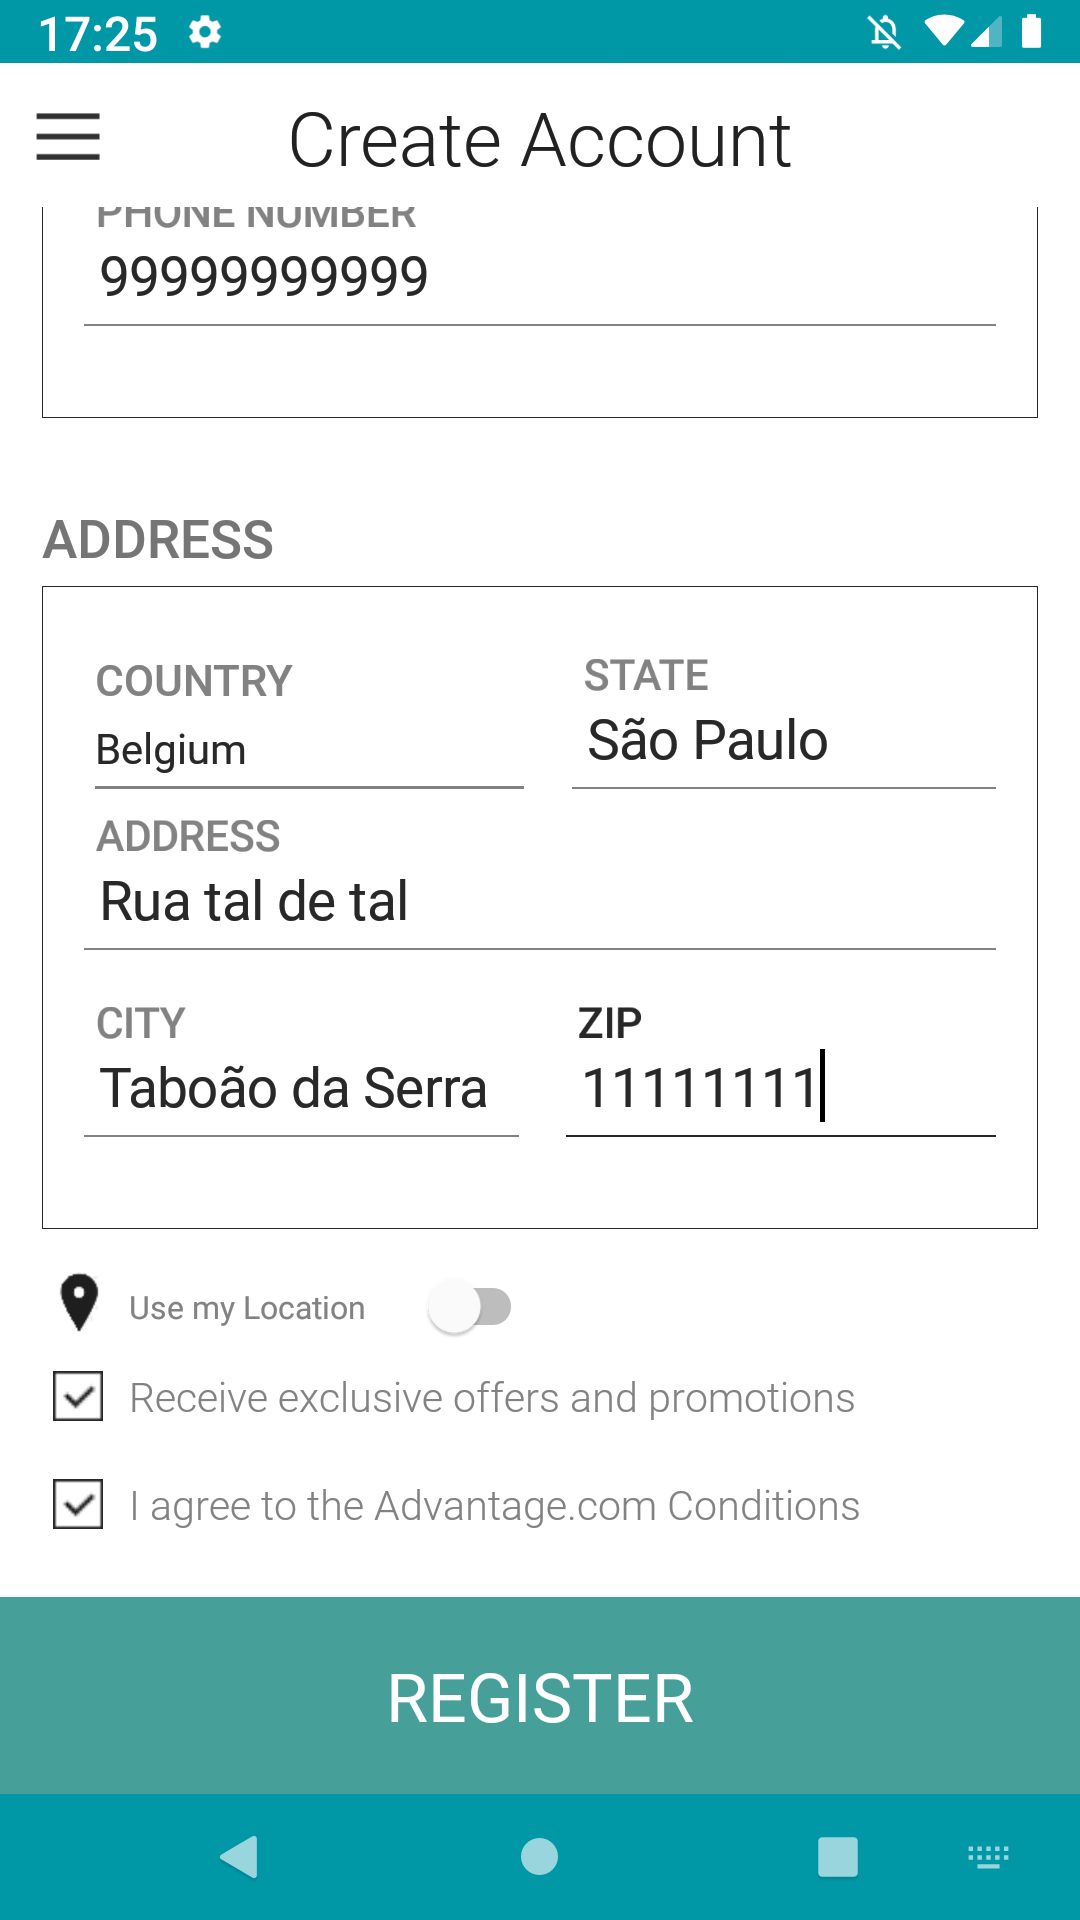 17:25
Create Account
PHONE NUMBER
99999999999
ADDRESS
COUNTRY
STATE
Belgium
São Paulo
ADDRESS
Rua tal de tal
CITY
ZIP
Taboão da Serra
11111111
Use my Location
Receive exclusive offers and promotions
I agree to the Advantage.com Conditions
REGISTER